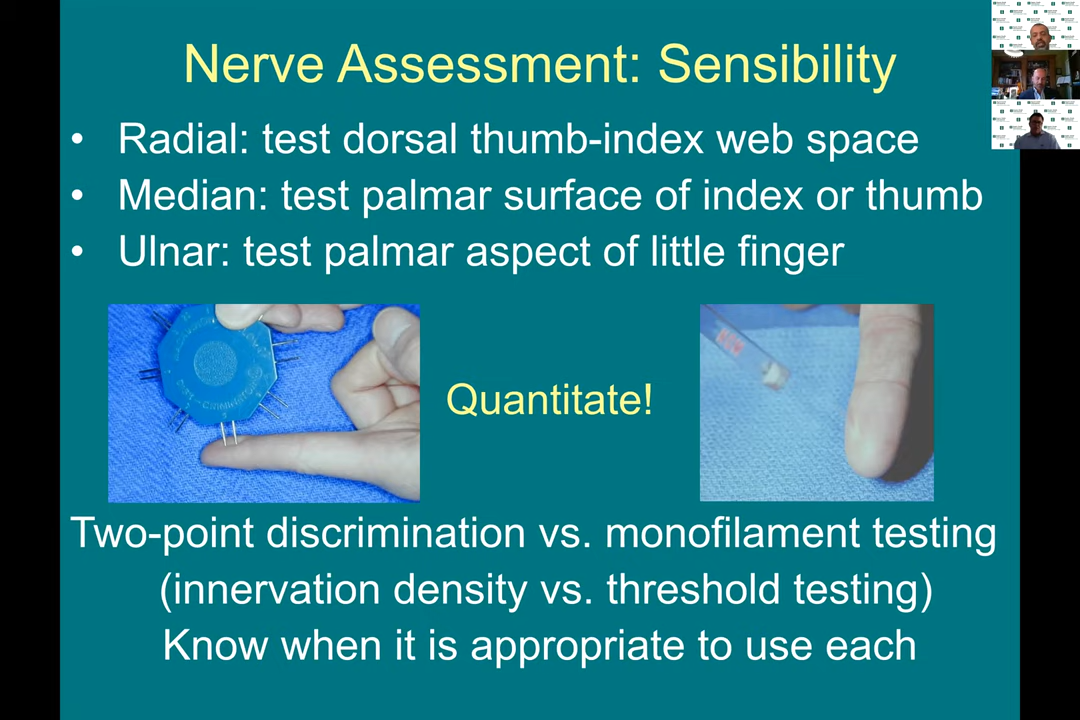 Nerve Assessment: Sensibility
• Radial: test dorsal thumb-index web space
• Median: test palmar surface of index or thumb
• Ulnar: test palmar aspect of little finger
Quantitate!
Two-point discrimination vs. monofilament testing
(innervation density vs. threshold testing)
Know when it is appropriate to use each